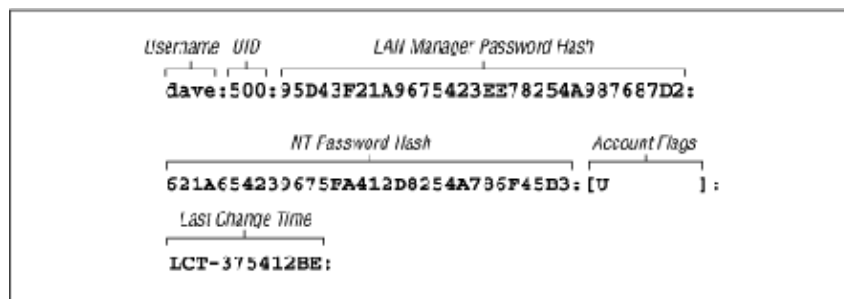 Username UID LAN Manager Password Hash
dave:500:95D43F21A9675423EE78254A987687D2:
NT Password Hash Account Flags
621A654239675FA412D8254A786F45D3:[U ]:
Last Change Time
LCT-375412BE: